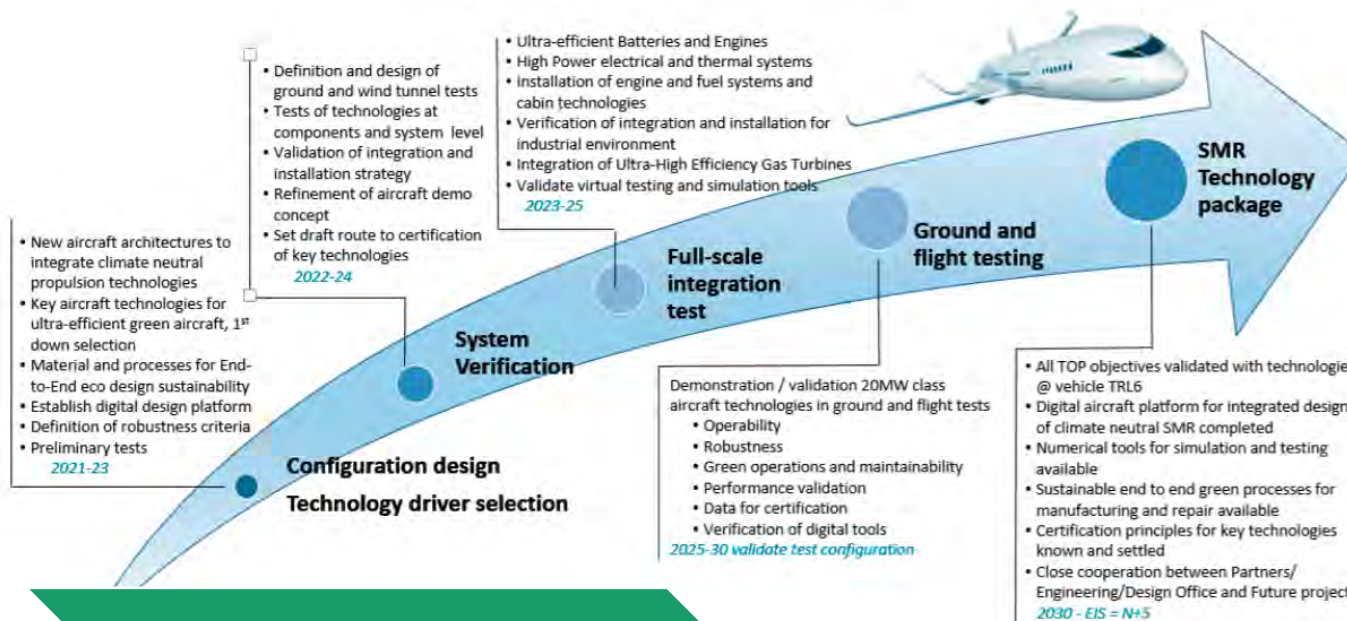 • New aircraft architectures to
integrate climate neutral
propulsion technologies
• Key aircraft technologies for
ultra-efficient green aircraft, 1st
down selection
• Material and processes for End-
to-End eco design sustainability
• Establish digital design platform
• Definition of robustness criteria
• Preliminary tests
2021-23
Configuration design
Technology driver selection
• Definition and design of
ground and wind tunnel tests
• Tests of technologies at
components and system level
• Validation of integration and
installation strategy
• Refinement of aircraft demo
concept
• Set draft route to certification
of key technologies
2022-24
System
Verification
• Ultra-efficient Batteries and Engines
• High Power electrical and thermal systems
• Installation of engine and fuel systems and
cabin technologies
• Verification of integration and installation for
industrial environment
• Integration of Ultra-High Efficiency Gas Turbines
• Validate virtual testing and simulation tools
2023-25
Full-scale
integration
test
Ground and
flight testing
Demonstration / validation 20MW class
aircraft technologies in ground and flight tests
• Operability
• Robustness
• Green operations and maintainability
• Performance validation
• Data for certification
• Verification of digital tools
2025-30 validate test configuration
SMR
Technology
package
• All TOP objectives validated with technologie
@ vehicle TRL6
• Digital aircraft platform for integrated design
of climate neutral SMR completed
• Numerical tools for simulation and testing
available
• Sustainable end to end green processes for
manufacturing and repair available
• Certification principles for key technologies
known and settled
• Close cooperation between Partners/
Engineering/Design Office and Future project
2030 - EIS = N+5